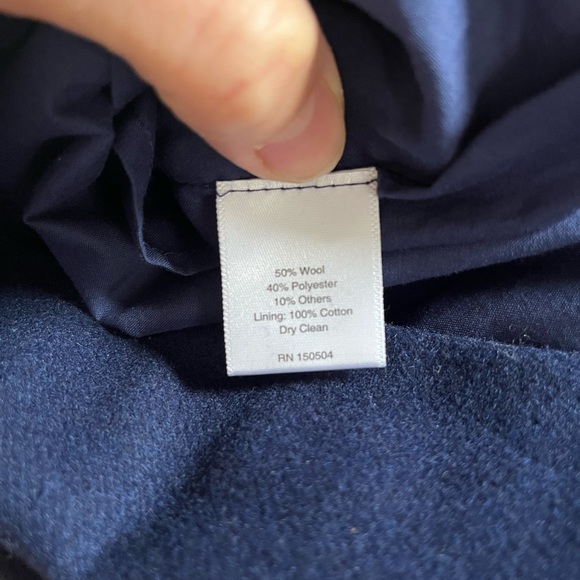 50% Wool
40% Polyester
10% Others
Lining: 100% Cotton
Dry Clean
RN 150504